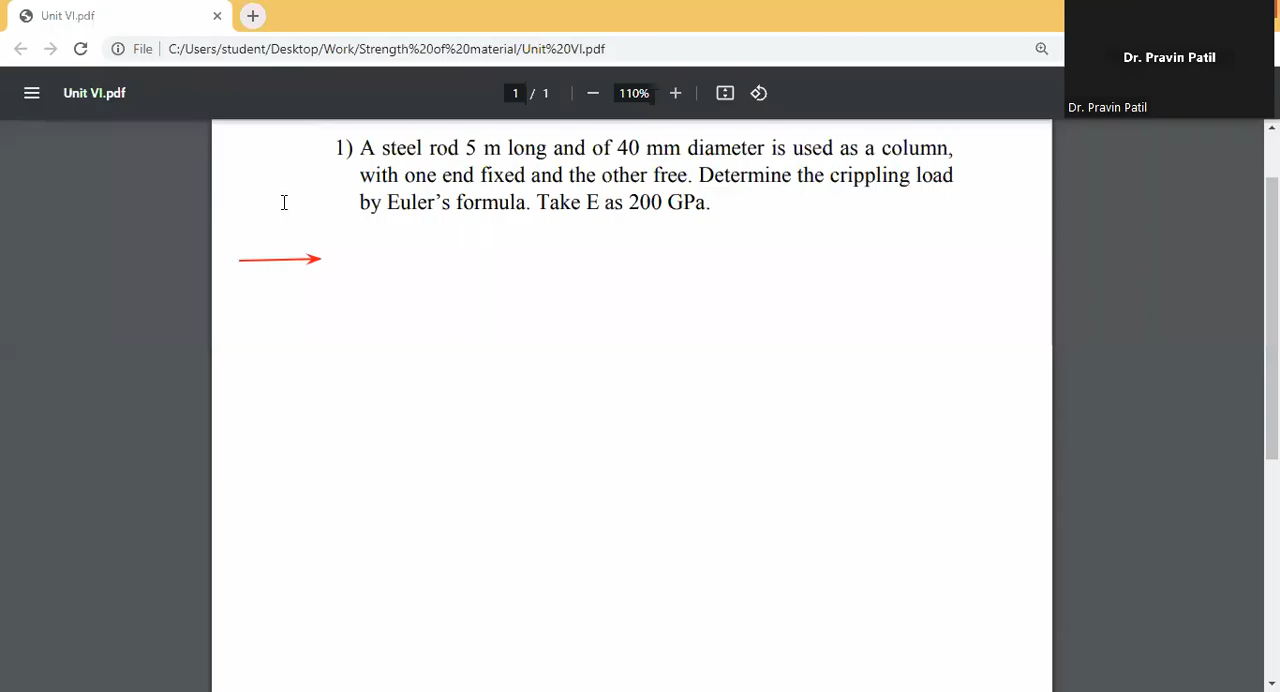 Unit VI.pdf
File C:/Users/student/Desktop/Work/Strength%20of%20material/Unit%20VI.pdf
Dr. Pravin Patil
Dr. Pravin Patil
Unit VI.pdf
1 / 1
110%
1) A steel rod 5 m long and of 40 mm diameter is used as a column,
with one end fixed and the other free. Determine the crippling load
by Euler’s formula. Take E as 200 GPa.